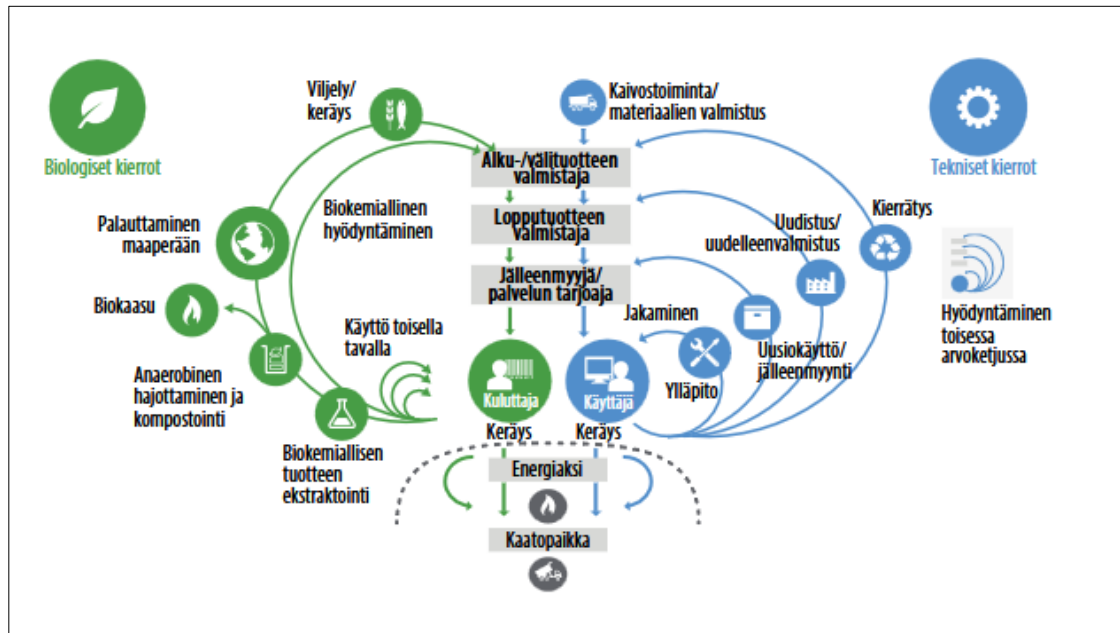 Viljely/
keräys
Kaivostoiminta/
materiaalien valmistus
Biologiset kierrot
Tekniset kierrot
Alku-/välituotteen
valmistaja
Palauttaminen
maaperään
Biokemiallinen
hyödyntäminen
Lopputuotteen
valmistaja
Uudistus/
uudelleenvalmistus
Kierrätys
Jälleenmyyjä/
palvelun tarjoaja
Biokaasu
Käyttö toisella
tavalla
Jakaminen
Hyödyntäminen
toisessa
arvoketjussa
Uusiokäyttö/
jälleenmyynti
Ylläpito
Anaerobinen
hajottaminen ja
kompostointi
Kuluttaja
Käyttäjä
Keräys
Keräys
Biokemiallisen
tuotteen
ekstraktointi
Energiaksi
Kaatopaikka